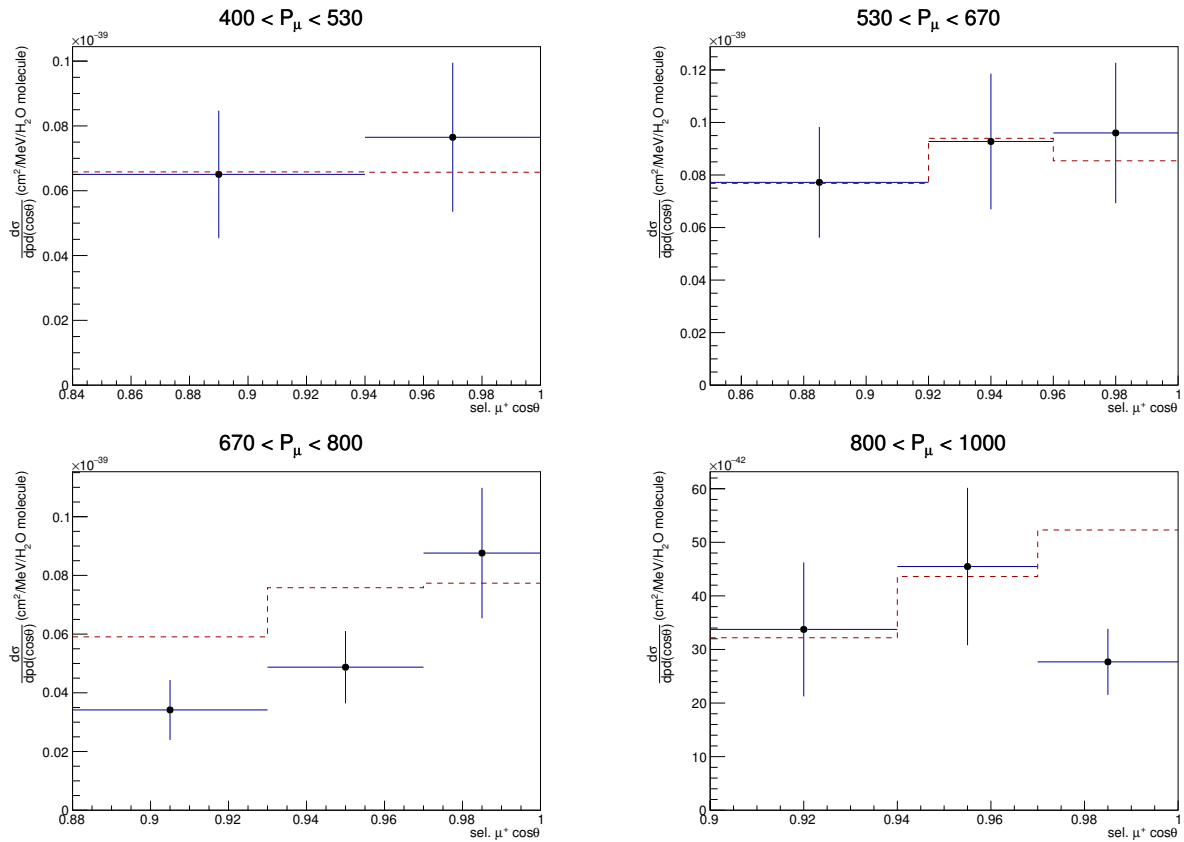 400 < Pμ < 530
×10⁻³⁹
dσ/dpd(cosθ) (cm²/MeV/H₂O molecule)
0.1
0.08
0.06
0.04
0.02
0
0.84 0.86 0.88 0.9 0.92 0.94 0.96 0.98 1
sel. μ⁺ cosθ
530 < Pμ < 670
×10⁻³⁹
dσ/dpd(cosθ) (cm²/MeV/H₂O molecule)
0.12
0.1
0.08
0.06
0.04
0.02
0
0.86 0.88 0.9 0.92 0.94 0.96 0.98 1
sel. μ⁺ cosθ
670 < Pμ < 800
×10⁻³⁹
dσ/dpd(cosθ) (cm²/MeV/H₂O molecule)
0.1
0.08
0.06
0.04
0.02
0
0.88 0.9 0.92 0.94 0.96 0.98 1
sel. μ⁺ cosθ
800 < Pμ < 1000
×10⁻⁴²
dσ/dpd(cosθ) (cm²/MeV/H₂O molecule)
60
50
40
30
20
10
0
0.9 0.92 0.94 0.96 0.98 1
sel. μ⁺ cosθ